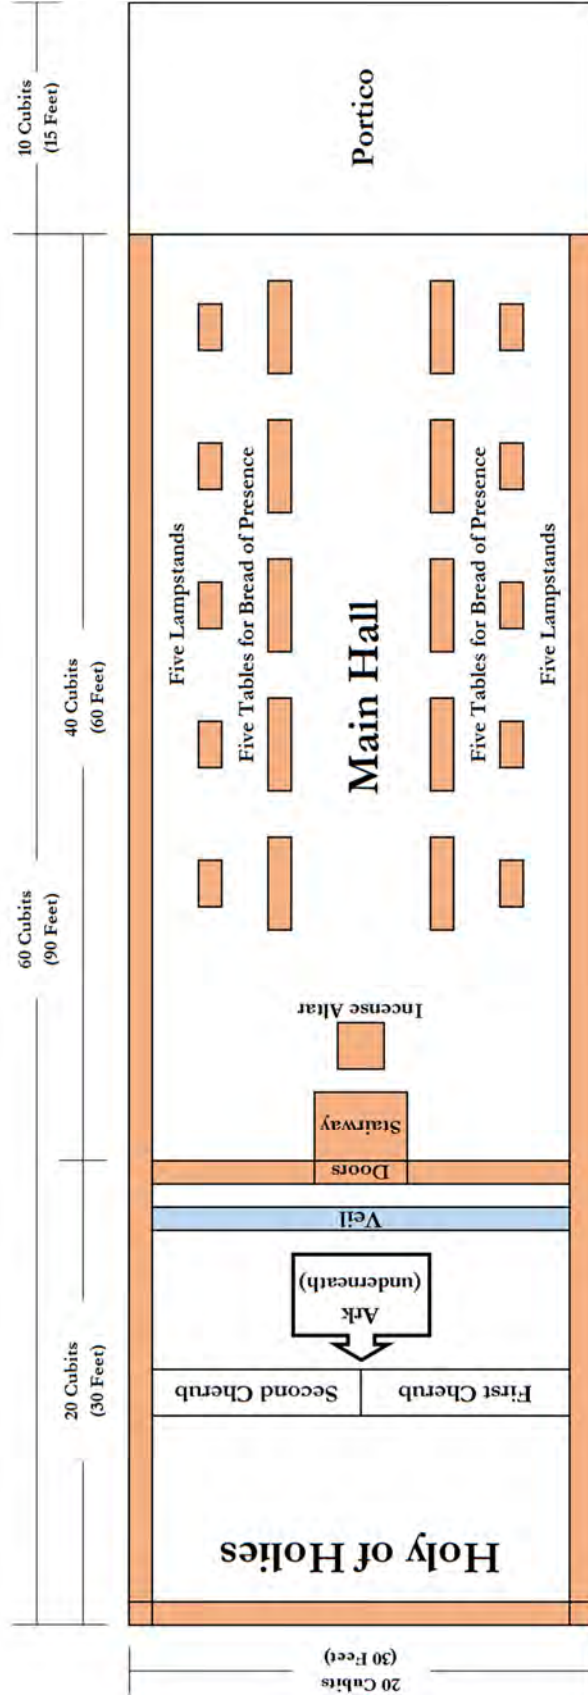 10 Cubits
(15 Feet)
60 Cubits
(90 Feet)
40 Cubits
(60 Feet)
20 Cubits
(30 Feet)
Portico
Five Lampstands
Five Tables for Bread of Presence
Main Hall
Five Tables for Bread of Presence
Five Lampstands
Incense Altar
Stairway
Doors
Veil
Ark
(underneath)
First Cherub
Second Cherub
Holy of Holies
20 Cubits
(30 Feet)